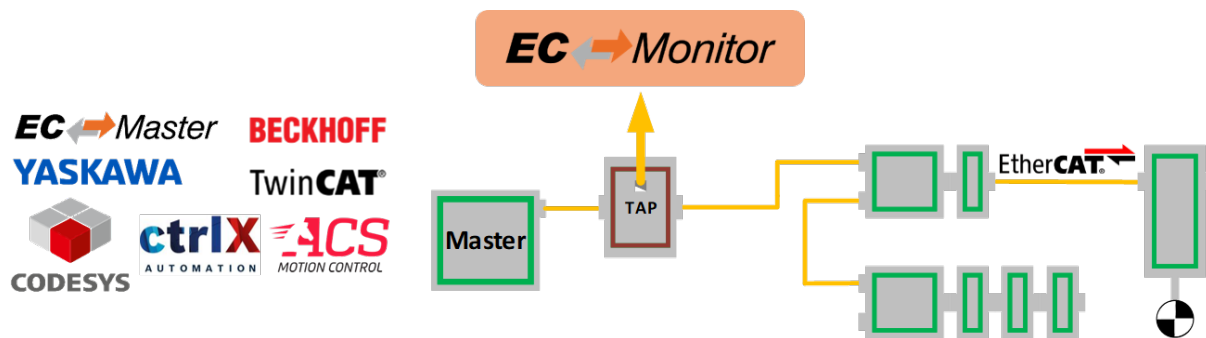 EC Monitor
EC Master
BECKHOFF
YASKAWA
TwinCAT®
CODESYS
ctrlX
AUTOMATION
ACS
MOTION CONTROL
Master
TAP
EtherCAT®